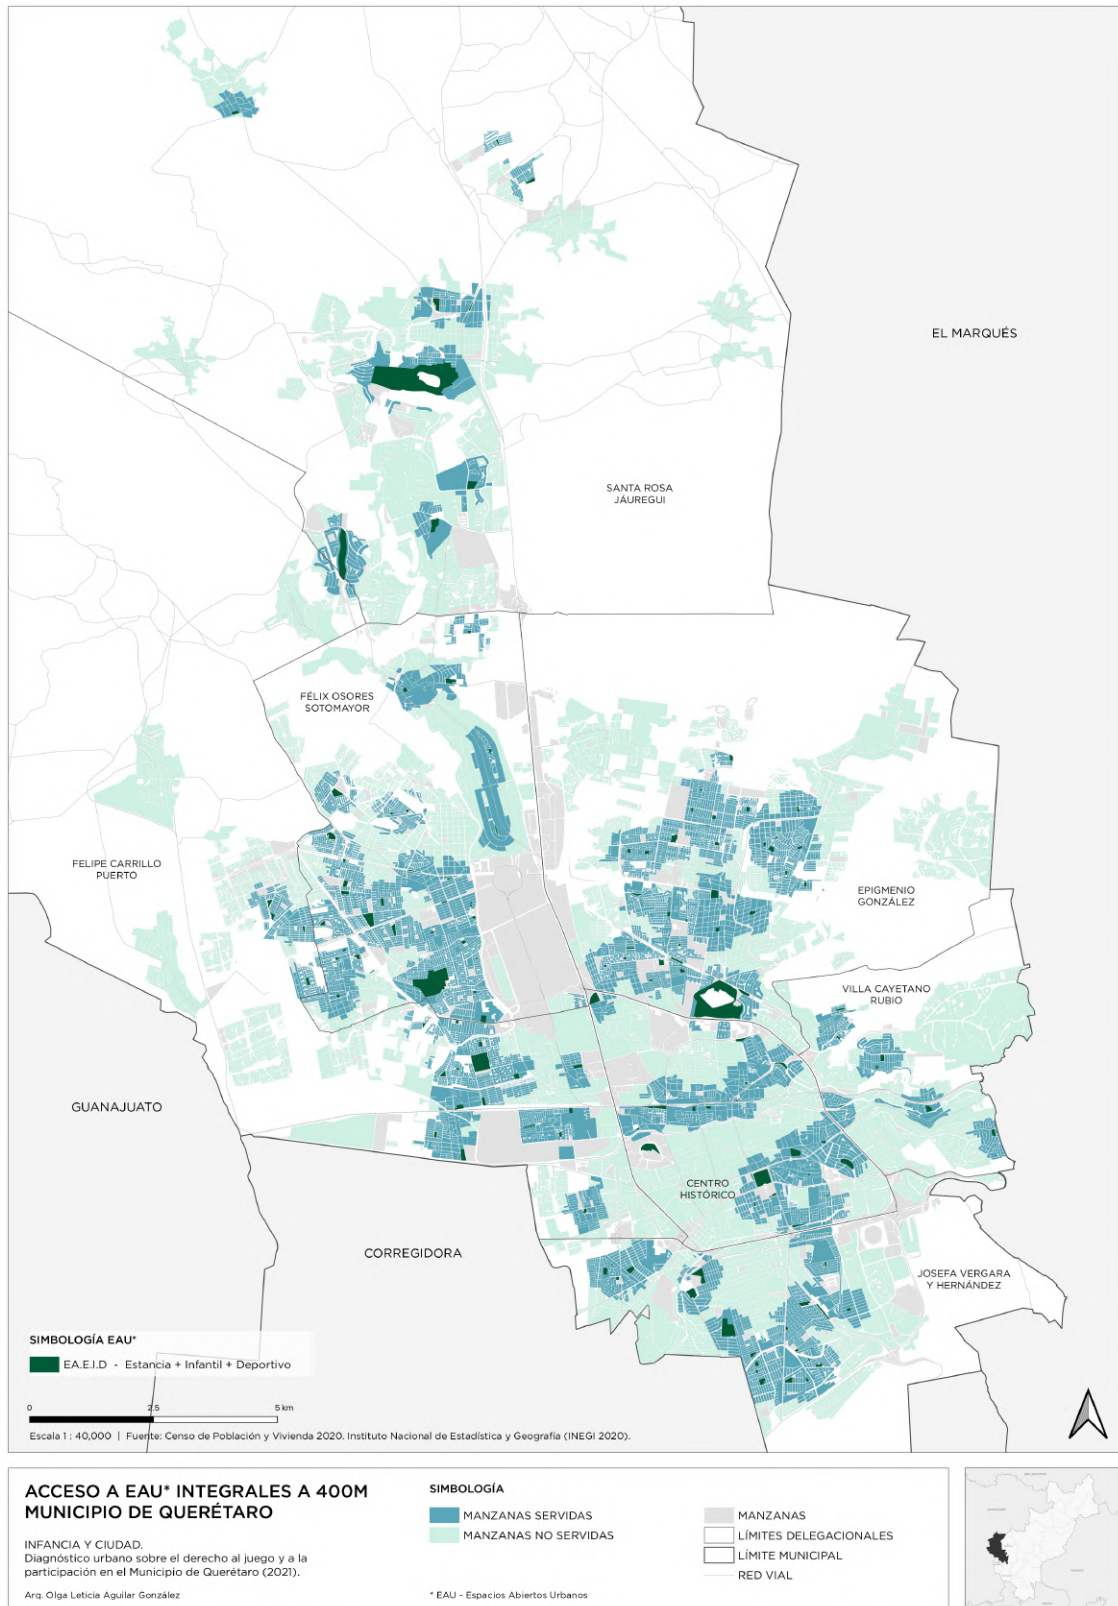 EL MARQUÉS
SANTA ROSA
JÁUREGUI
FÉLIX OSORES
SOTOMAYOR
FELIPE CARRILLO
PUERTO
EPIGMENIO
GONZÁLEZ
VILLA CAYETANO
RUBIO
GUANAJUATO
CENTRO
HISTÓRICO
CORREGIDORA
JOSEFA VERGARA
Y HERNÁNDEZ
SIMBOLOGÍA EAU*
EA.E.I.D - Estancia + Infantil + Deportivo
0 2.5 5 km
Escala 1 : 40,000 | Fuente: Censo de Población y Vivienda 2020. Instituto Nacional de Estadística y Geografía (INEGI 2020).
ACCESO A EAU* INTEGRALES A 400M
MUNICIPIO DE QUERÉTARO
INFANCIA Y CIUDAD.
Diagnóstico urbano sobre el derecho al juego y a la
participación en el Municipio de Querétaro (2021).
Arq. Olga Leticia Aguilar González
SIMBOLOGÍA
MANZANAS SERVIDAS
MANZANAS NO SERVIDAS
* EAU - Espacios Abiertos Urbanos
MANZANAS
LÍMITES DELEGACIONALES
LÍMITE MUNICIPAL
RED VIAL